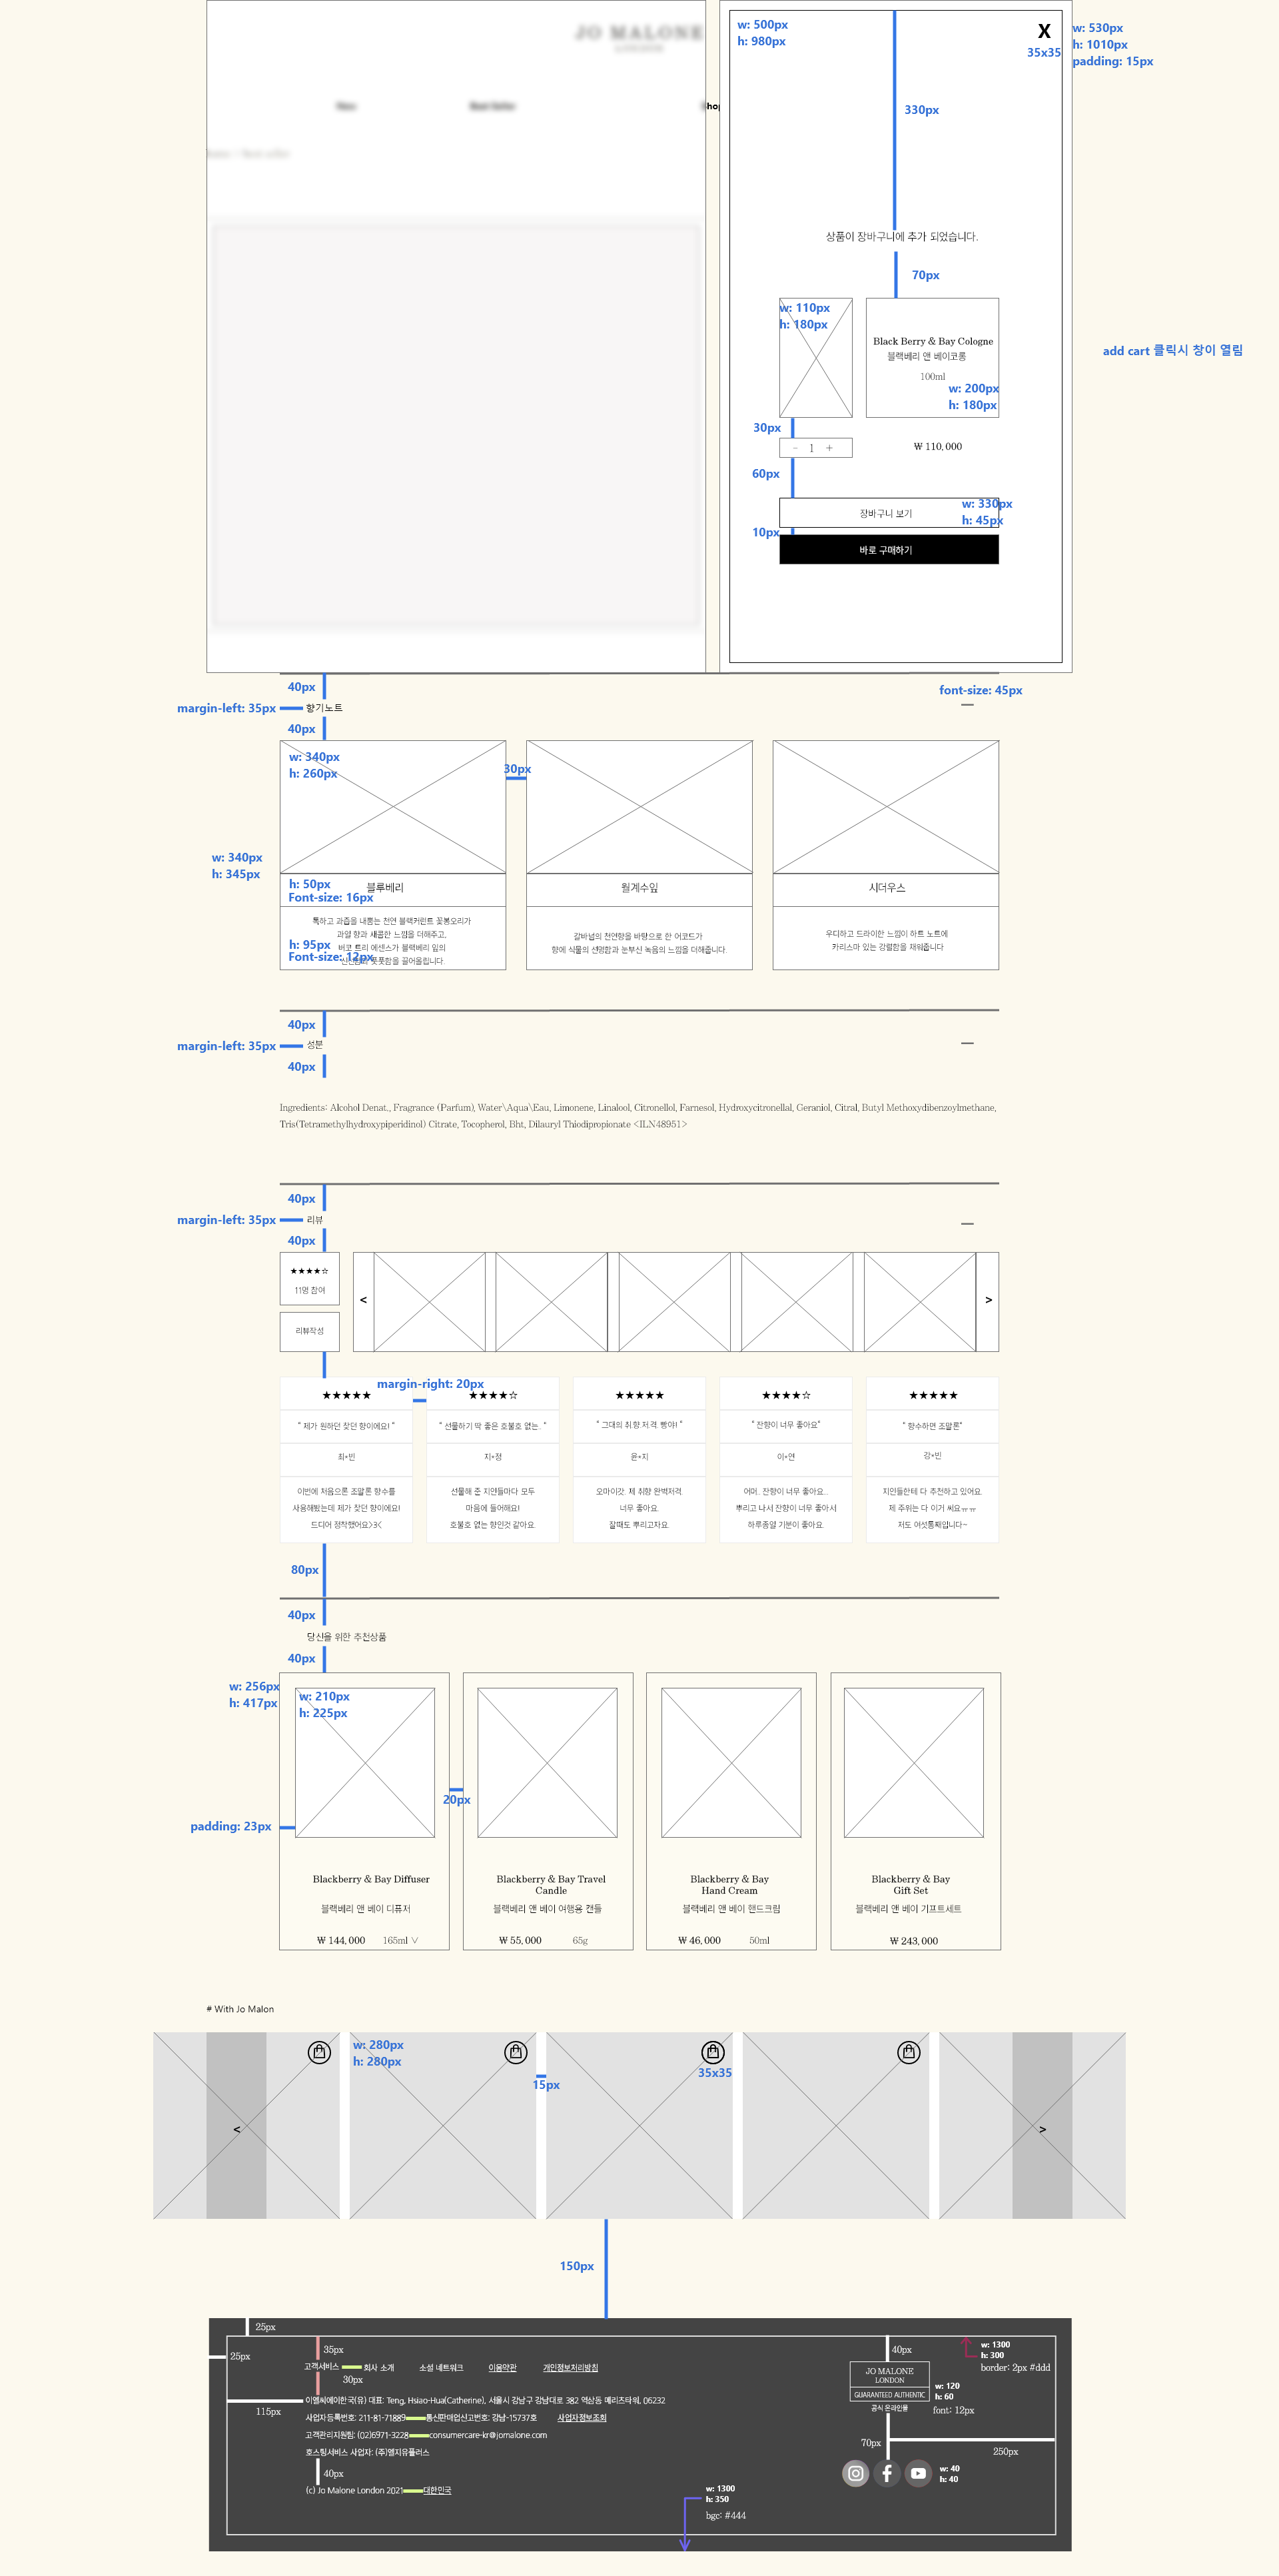 JO MALONE
LONDON
New
Best Seller
Shop
Home / Best seller
w: 500px
h: 980px
X
35x35
w: 530px
h: 1010px
padding: 15px
330px
상품이 장바구니에 추가 되었습니다.
70px
w: 110px
h: 180px
Black Berry & Bay Cologne
블랙베리 앤 베이코롱
100ml
w: 200px
h: 180px
add cart 클릭시 창이 열림
30px
- 1 +
₩ 110,000
60px
장바구니 보기
w: 330px
h: 45px
10px
바로 구매하기
40px
font-size: 45px
margin-left: 35px
향기노트
40px
w: 340px
h: 260px
30px
w: 340px
h: 345px
h: 50px
Font-size: 16px
블루베리
월계수잎
시더우스
톡하고 과즙을 내뿜는 천연 블랙커런트 꽃봉오리가
과일 향과 새콤한 느낌을 더해주고,
버코 트리 에센스가 블랙베리 잎의
h: 95px
Font-size: 12px
풋풋함을 끌어올립니다.
갈바넘의 천연향을 바탕으로 한 어코드가
향에 식물의 선명함과 눈부신 녹음의 느낌을 더해줍니다.
우디하고 드라이한 느낌이 하트 노트에
카리스마 있는 강렬함을 채워줍니다
40px
margin-left: 35px
성분
40px
Ingredients: Alcohol Denat., Fragrance (Parfum), Water\Aqua\Eau, Limonene, Linalool, Citronellol, Farnesol, Hydroxycitronellal, Geraniol, Citral, Butyl Methoxydibenzoylmethane,
Tris(Tetramethylhydroxypiperidinol) Citrate, Tocopherol, Bht, Dilauryl Thiodipropionate <ILN48951>
40px
margin-left: 35px
리뷰
40px
★★★★☆
11명 참여
리뷰작성
<
>
margin-right: 20px
★★★★★
★★★★☆
★★★★★
★★★★☆
★★★★★
" 제가 원하던 찾던 향이에요! "
" 선물하기 딱 좋은 호불호 없는.. "
" 그대의 취향 저격. 빵야! "
" 잔향이 너무 좋아요"
" 향수하면 조말론"
최*빈
지*정
윤*지
이*연
강*빈
이번에 처음으론 조말론 향수를
사용해봤는데 제가 찾던 향이에요!
드디어 정착했어요>3<
선물해 준 지인들마다 모두
마음에 들어해요!
호불호 없는 향인것 같아요.
오마이갓. 제 취향 완벽저격.
너무 좋아요.
잘때도 뿌리고자요.
어머.. 잔향이 너무 좋아요...
뿌리고 나서 잔향이 너무 좋아서
하루종일 기분이 좋아요.
지인들한테 다 추천하고 있어요.
제 주위는 다 이거 써요ㅠㅠ
저도 여섯통째입니다~
80px
40px
당신을 위한 추천상품
40px
w: 256px
h: 417px
w: 210px
h: 225px
20px
padding: 23px
Blackberry & Bay Diffuser
블랙베리 앤 베이 디퓨저
₩ 144,000 165ml ∨
Blackberry & Bay Travel
Candle
블랙베리 앤 베이 여행용 캔들
₩ 55,000 65g
Blackberry & Bay
Hand Cream
블랙베리 앤 베이 핸드크림
₩ 46,000 50ml
Blackberry & Bay
Gift Set
블랙베리 앤 베이 기프트세트
₩ 243,000
# With Jo Malon
w: 280px
h: 280px
15px
35x35
<
>
150px
25px
25px
35px
고객서비스 회사 소개 소셜 네트워크 이용약관 개인정보처리방침
30px
115px
이엘씨에이한국(유) 대표: Teng, Hsiao-Hua(Catherine), 서울시 강남구 강남대로 382 역삼동 메리츠타워, 06232
사업자등록번호: 211-81-71889 통신판매업신고번호: 강남-15737호 사업자정보조회
고객관리지원팀: (02)6971-3228 consumercare-kr@jomalone.com
호스팅서비스 사업자: (주)엘지유플러스
40px
(c) Jo Malone London 2021 대한민국
40px
JO MALONE
LONDON
GUARANTEED AUTHENTIC
공식 온라인몰
w: 120
h: 60
font: 12px
w: 1300
h: 300
border: 2px #ddd
70px
250px
w: 40
h: 40
w: 1300
h: 350
bgc: #444